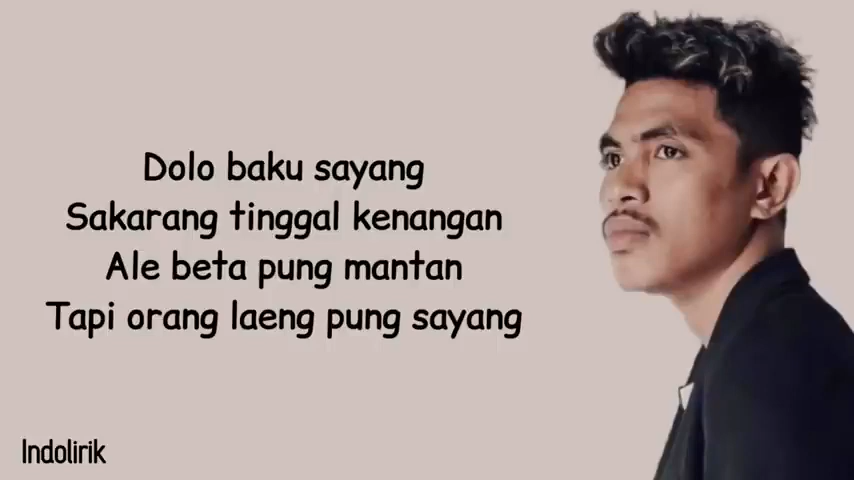 Dolo baku sayang
Sakarang tinggal kenangan
Ale beta pung mantan
Tapi orang laeng pung sayang
Indolirik